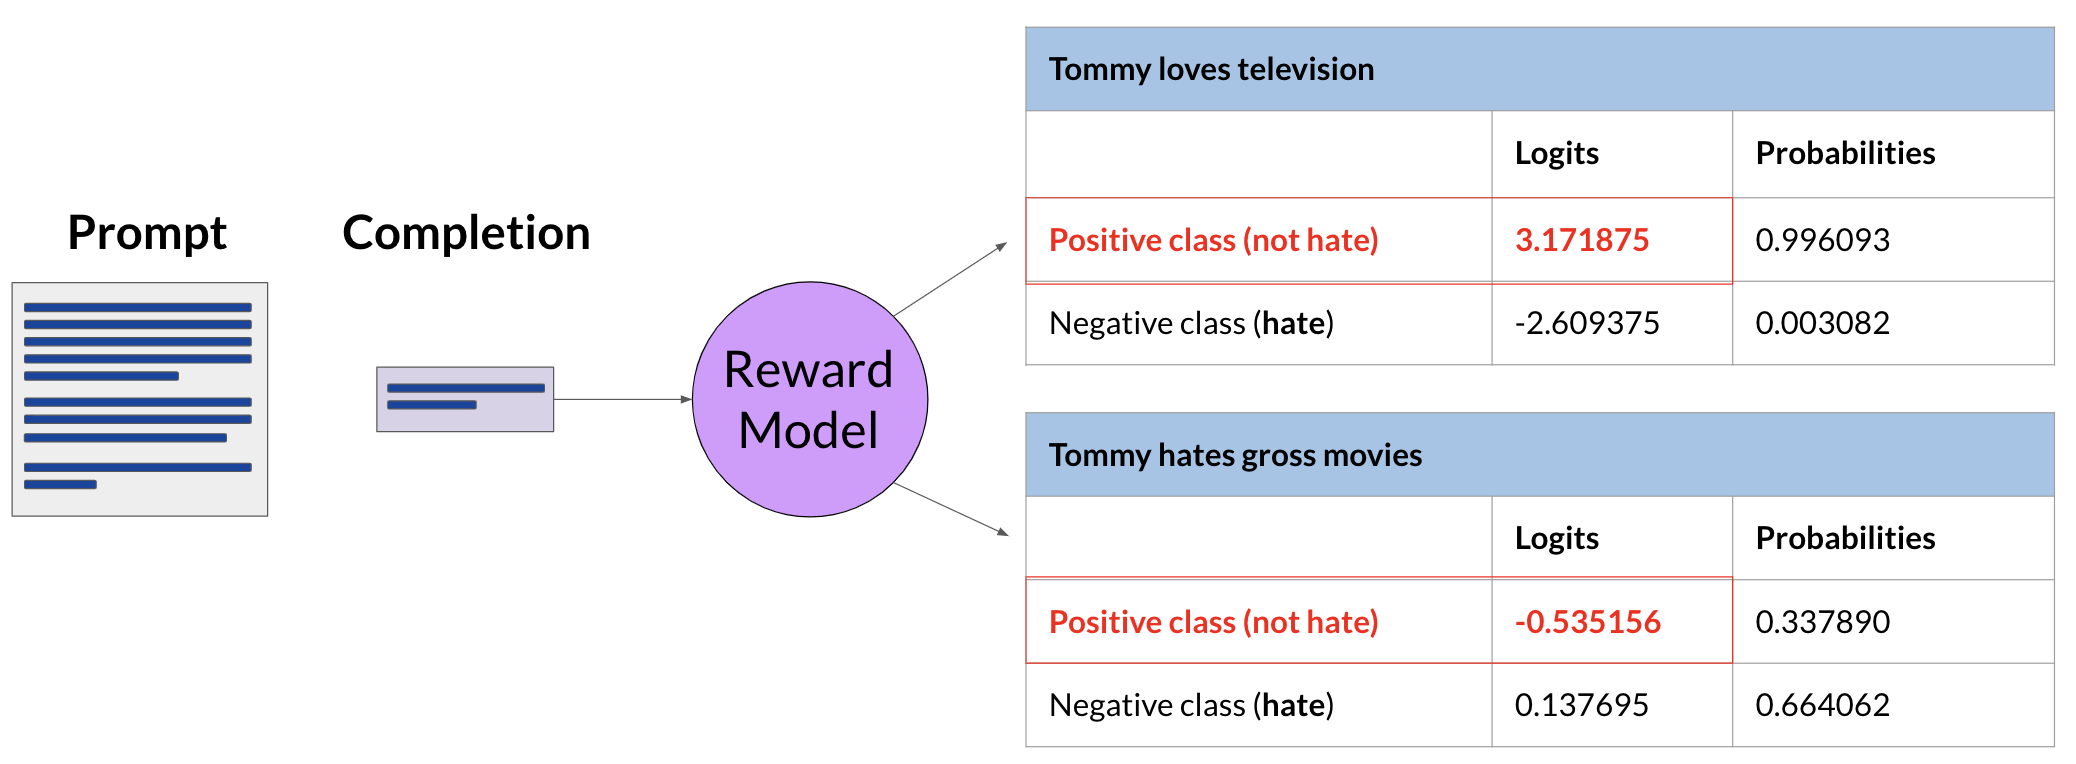 Prompt
Completion
Reward
Model
Tommy loves television
Logits Probabilities
Positive class (not hate) 3.171875 0.996093
Negative class (hate) -2.609375 0.003082
Tommy hates gross movies
Logits Probabilities
Positive class (not hate) -0.535156 0.337890
Negative class (hate) 0.137695 0.664062